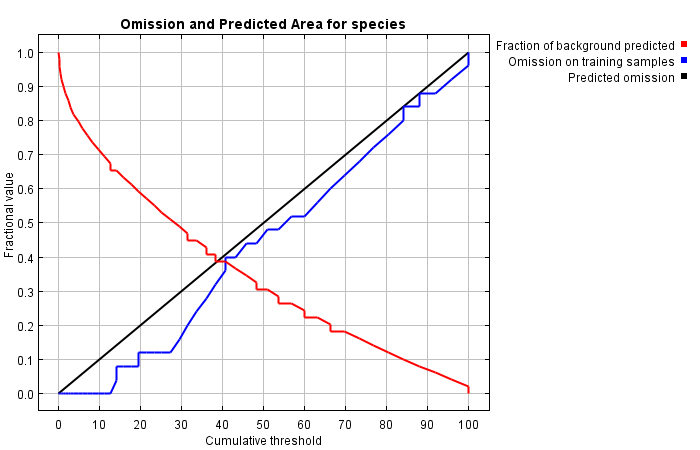 Omission and Predicted Area for species
Fraction of background predicted
Omission on training samples
Predicted omission
Fractional value
1.0
0.9
0.8
0.7
0.6
0.5
0.4
0.3
0.2
0.1
0.0
0 10 20 30 40 50 60 70 80 90 100
Cumulative threshold